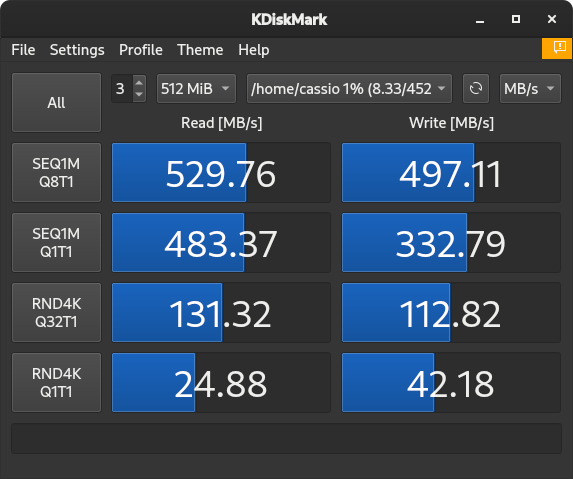 KDiskMark
File Settings Profile Theme Help
All
3
512 MiB
/home/cassio 1% (8.33/452
MB/s
Read [MB/s]
Write [MB/s]
SEQ1M
Q8T1
529.76
497.11
SEQ1M
Q1T1
483.37
332.79
RND4K
Q32T1
131.32
112.82
RND4K
Q1T1
24.88
42.18